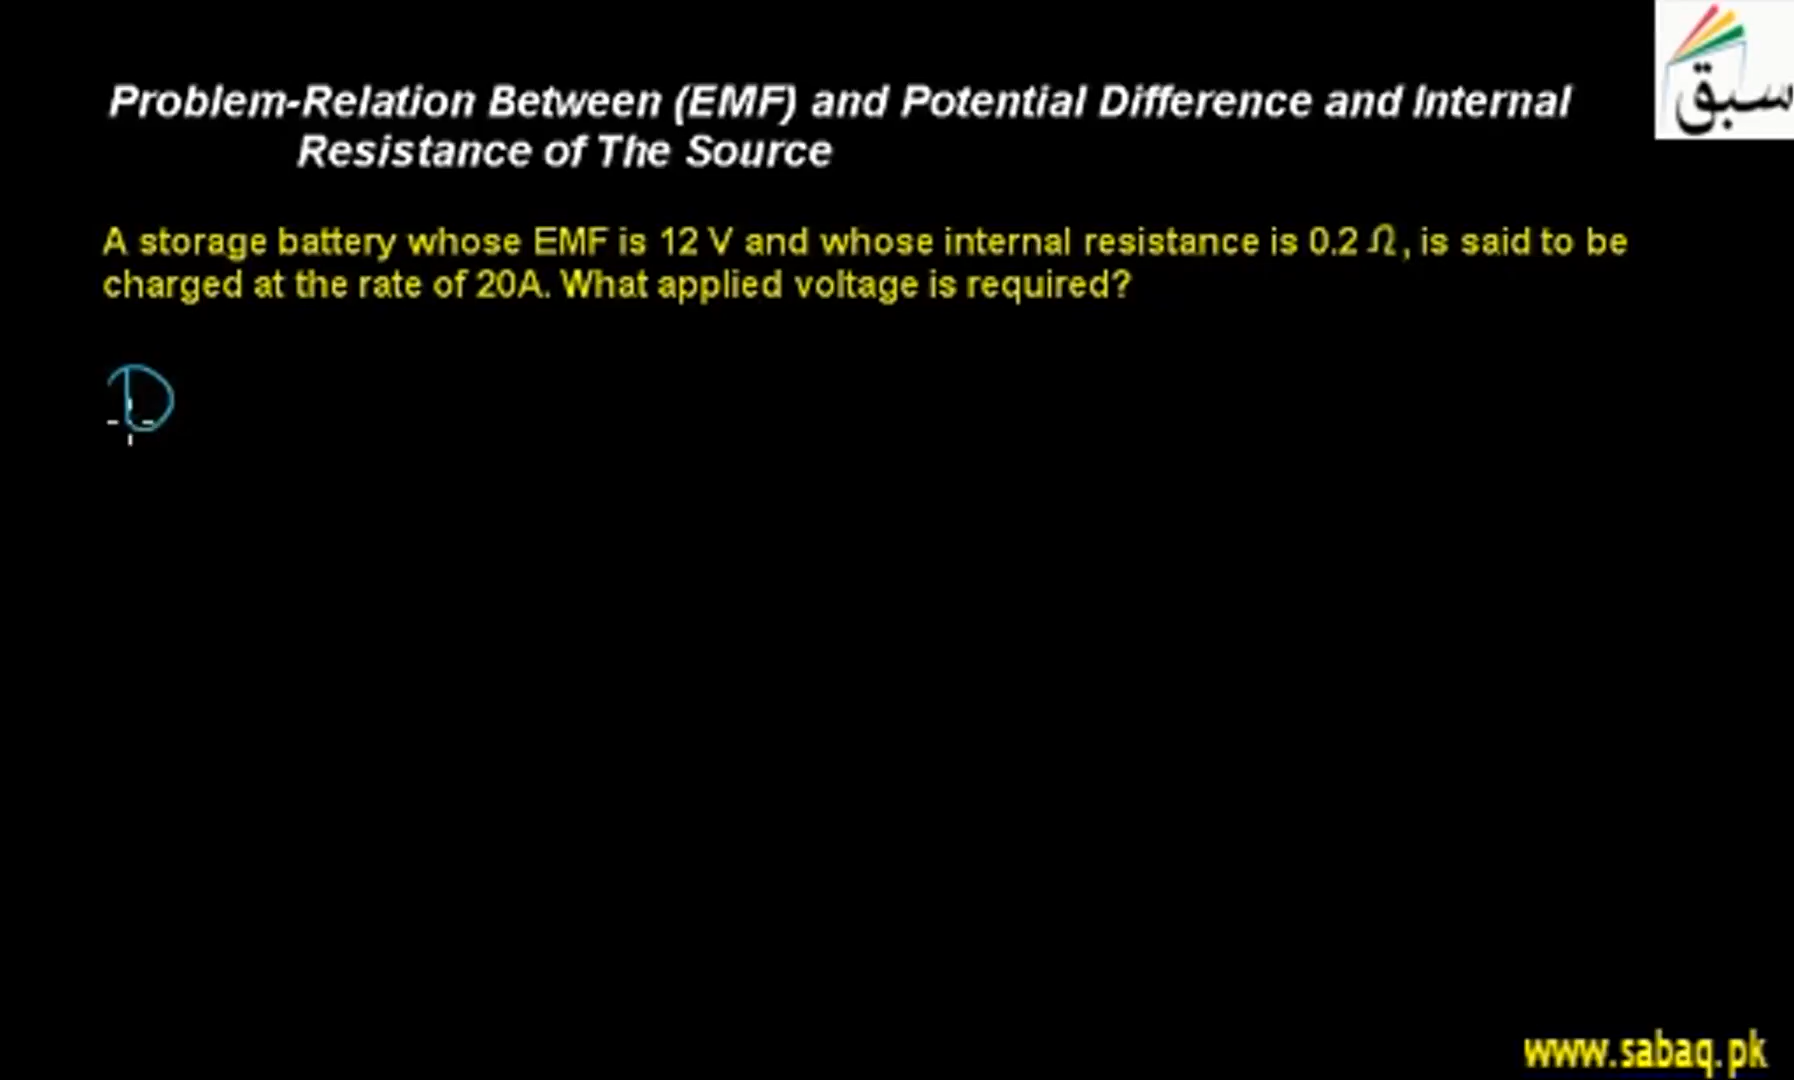 سبق
Problem-Relation Between (EMF) and Potential Difference and Internal
Resistance of The Source
A storage battery whose EMF is 12 V and whose internal resistance is 0.2 Ω, is said to be
charged at the rate of 20A. What applied voltage is required?
D
www.sabaq.pk